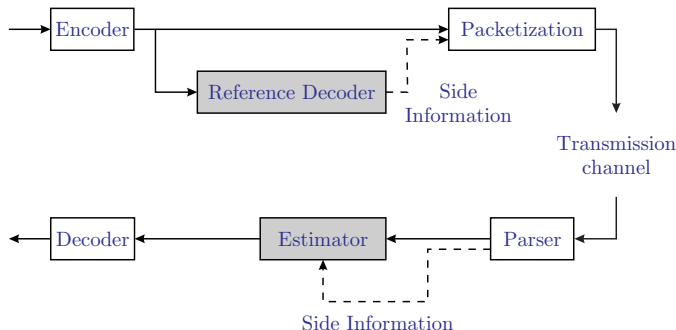 Encoder
Packetization
Reference Decoder
Side
Information
Transmission
channel
Decoder
Estimator
Parser
Side Information